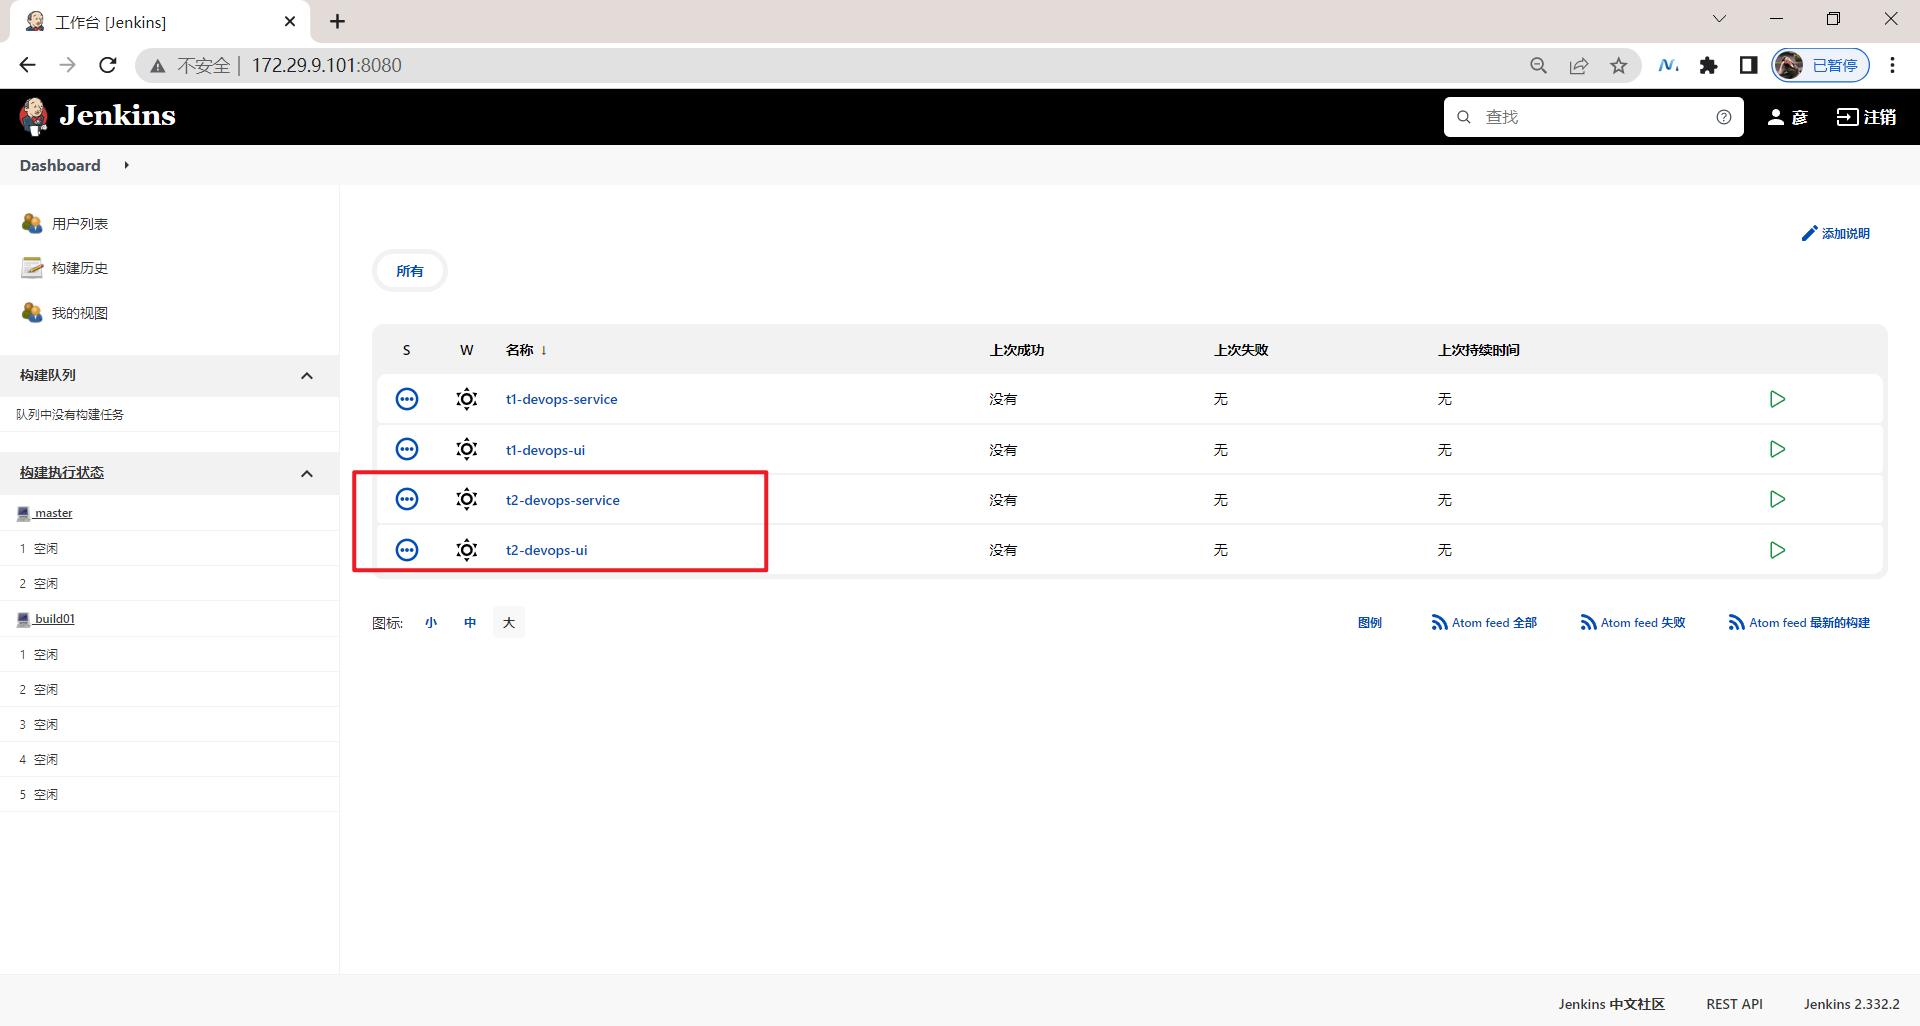 工作台 [Jenkins]
不安全 | 172.29.9.101:8080
已暂停
Jenkins
查找
彦
注销
Dashboard
用户列表
构建历史
我的视图
构建队列
队列中没有构建任务
构建执行状态
master
1 空闲
2 空闲
build01
1 空闲
2 空闲
3 空闲
4 空闲
5 空闲
添加说明
所有
S W 名称 ↓ 上次成功 上次失败 上次持续时间
t1-devops-service 没有 无 无
t1-devops-ui 没有 无 无
t2-devops-service 没有 无 无
t2-devops-ui 没有 无 无
图标: 小 中 大
图例 Atom feed 全部 Atom feed 失败 Atom feed 最新的构建
Jenkins 中文社区 REST API Jenkins 2.332.2